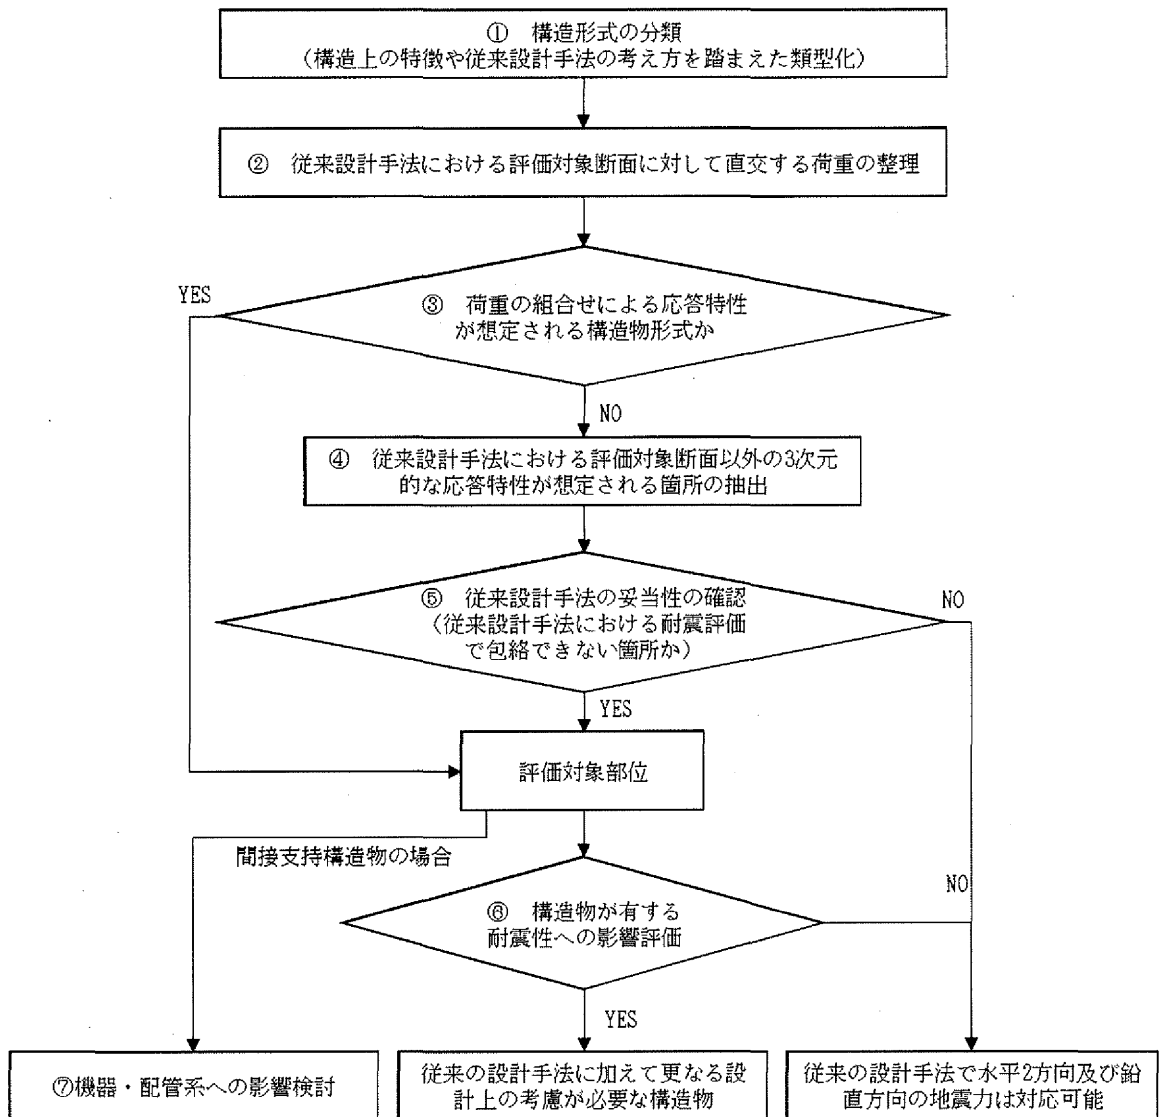 ① 構造形式の分類
(構造上の特徴や従来設計手法の考え方を踏まえた類型化)
② 従来設計手法における評価対象断面に対して直交する荷重の整理
YES
③ 荷重の組合せによる応答特性
が想定される構造物形式か
NO
④ 従来設計手法における評価対象断面以外の3次元
的な応答特性が想定される箇所の抽出
⑤ 従来設計手法の妥当性の確認
(従来設計手法における耐震評価
で包絡できない箇所か)
NO
YES
評価対象部位
間接支持構造物の場合
NO
⑥ 構造物が有する
耐震性への影響評価
YES
⑦機器・配管系への影響検討
従来の設計手法に加えて更なる設
計上の考慮が必要な構造物
従来の設計手法で水平2方向及び鉛
直方向の地震力は対応可能